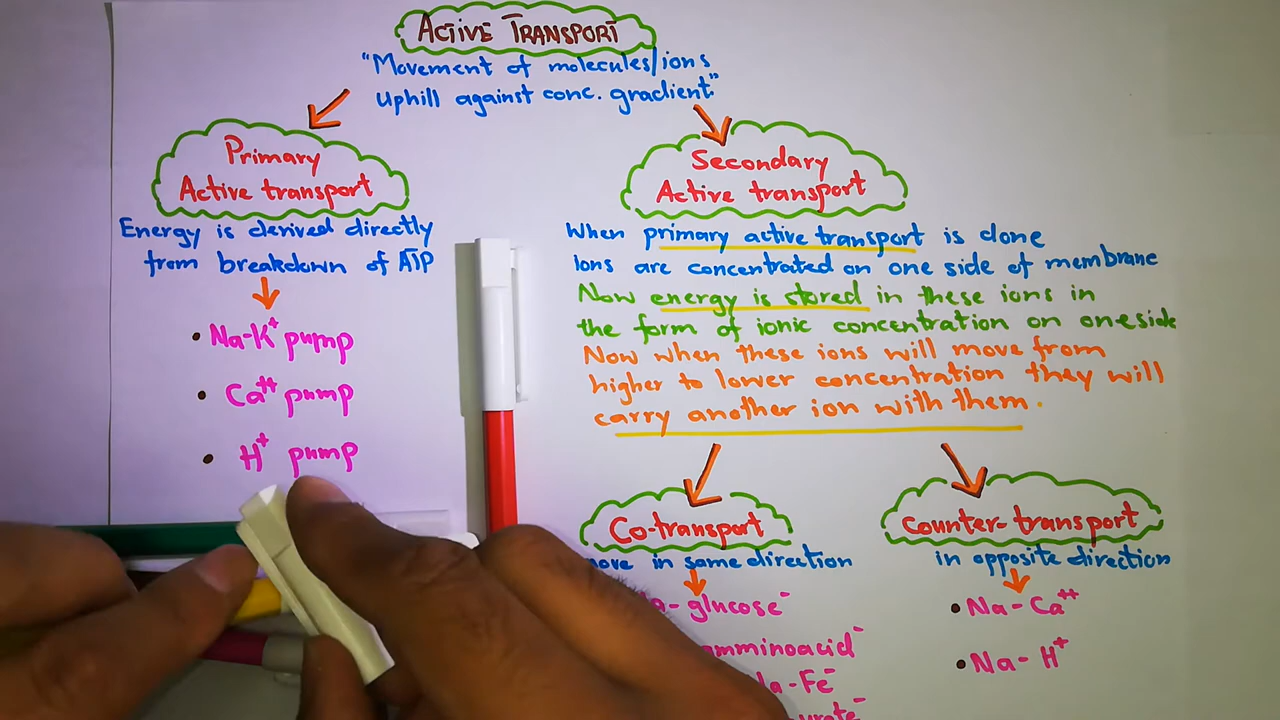 ACTIVE TRANSPORT
"Movement of molecules/ions
Uphill against conc. gradient."
Primary
Active transport
Energy is derived directly
from breakdown of ATP
• Na-K⁺ pump
• Ca⁺⁺ pump
• H⁺ pump
Secondary
Active transport
When primary active transport is done
Ions are concentrated on one side of membrane
Now energy is stored in these ions in
the form of ionic concentration on oneside
Now when these ions will move from
higher to lower concentration they will
carry another ion with them.
Co-transport
in same direction
glucose⁻
amminoacid⁻
-Fe⁻
Counter-transport
in opposite direction
• Na-Ca⁺⁺
• Na-H⁺